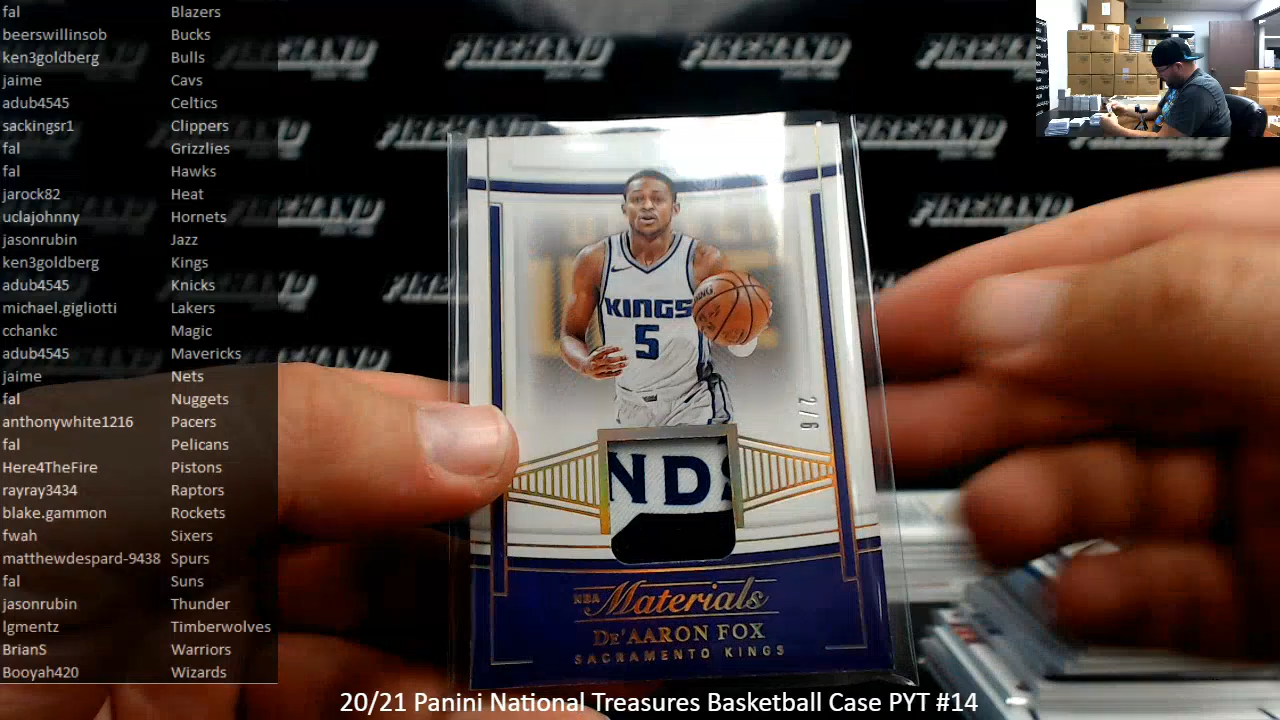 fal Blazers
beerswillinsob Bucks
ken3goldberg Bulls
jaime Cavs
adub4545 Celtics
sackingsr1 Clippers
fal Grizzlies
fal Hawks
jarock82 Heat
uclajohnny Hornets
jasonrubin Jazz
ken3goldberg Kings
adub4545 Knicks
michael.gigliotti Lakers
cchankc Magic
adub4545 Mavericks
jaime Nets
fal Nuggets
anthonywhite1216 Pacers
fal Pelicans
Here4TheFire Pistons
rayray3434 Raptors
blake.gammon Rockets
fwah Sixers
matthewdespard-9438 Spurs
fal Suns
jasonrubin Thunder
lgmentz Timberwolves
BrianS Warriors
Booyah420 Wizards
FIREHAND FIREHAND FIREHAND
FIREHAND
KINGS
5
2/6
NDS
NBA Materials
De'Aaron Fox
Sacramento Kings
20/21 Panini National Treasures Basketball Case PYT #14